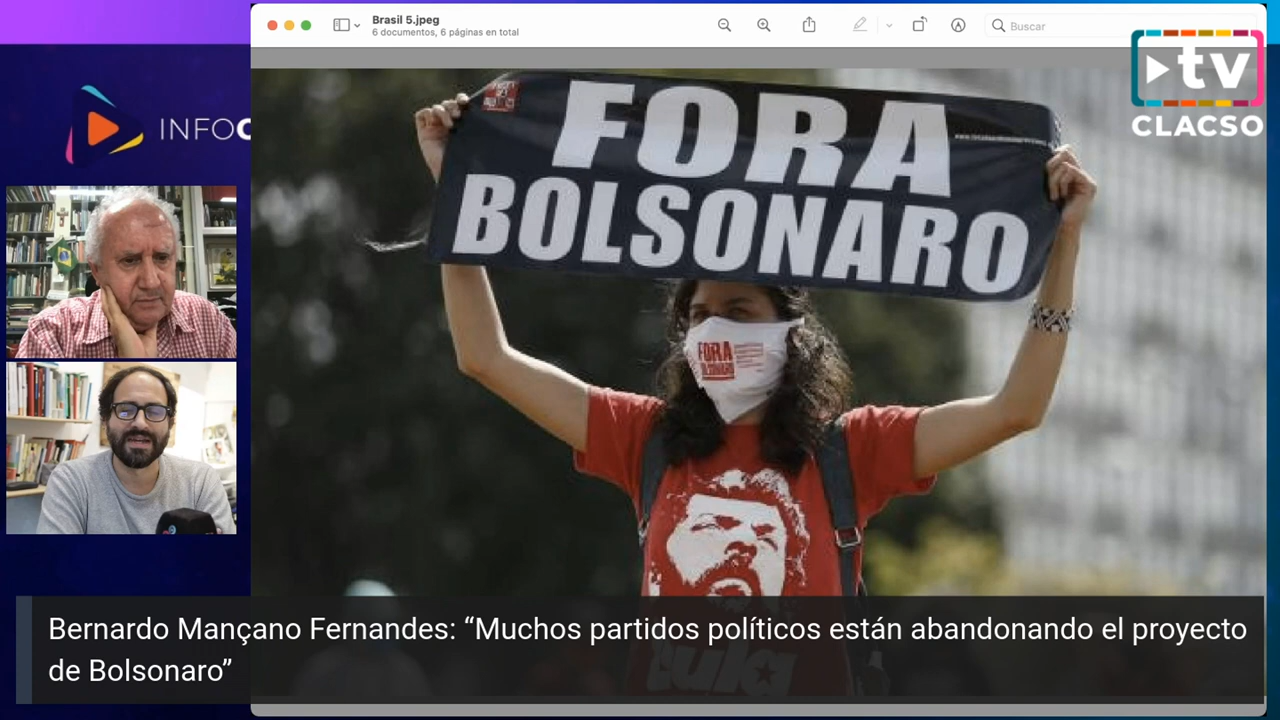 Brasil 5.jpeg
6 documentos, 6 páginas en total
Buscar
tv
CLACSO
INFOC
FORA
BOLSONARO
FORA
BOLSONARO
Lula
Bernardo Mançano Fernandes: “Muchos partidos políticos están abandonando el proyecto
de Bolsonaro”